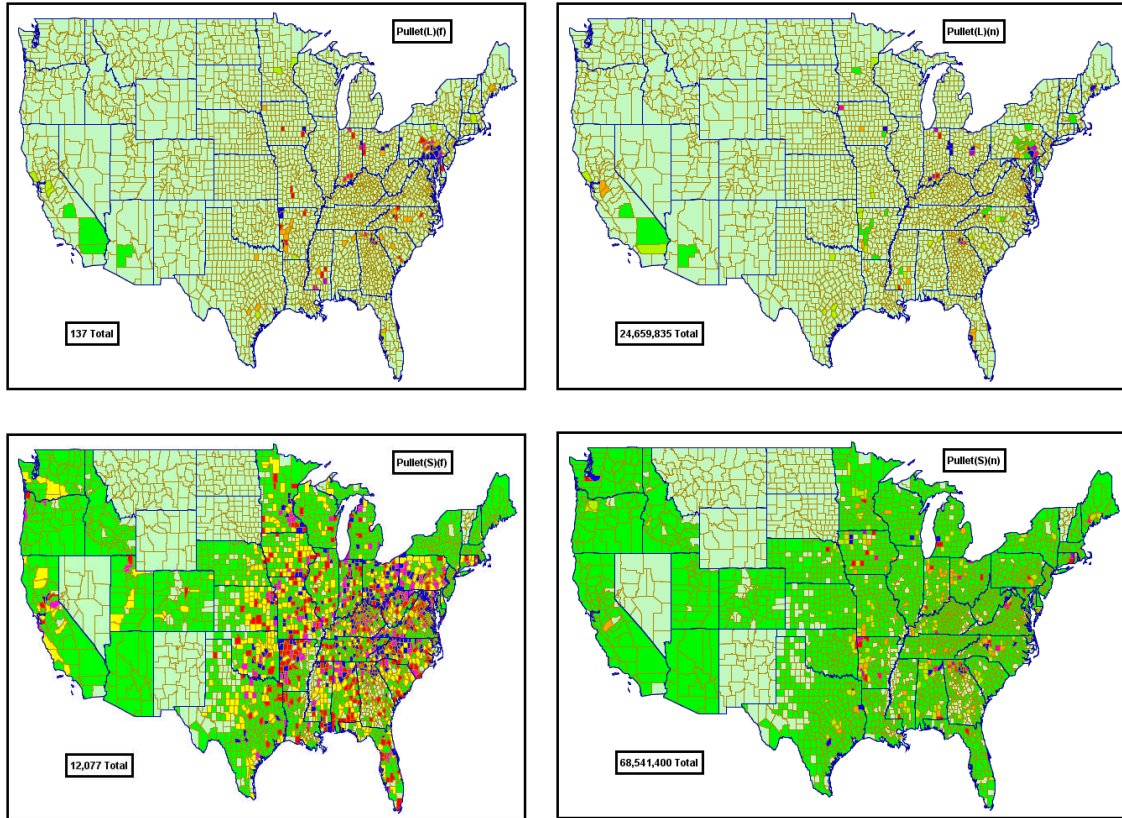 Pullet(L)(f)
137 Total
Pullet(L)(n)
24,659,835 Total
Pullet(S)(f)
12,077 Total
Pullet(S)(n)
68,541,400 Total